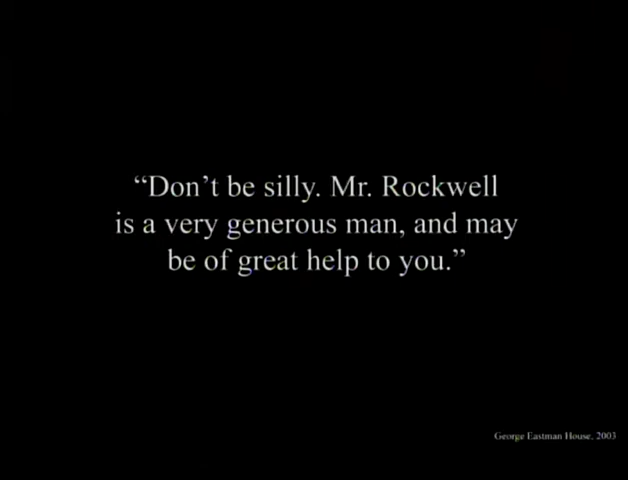 “Don’t be silly. Mr. Rockwell
is a very generous man, and may
be of great help to you.”
George Eastman House, 2003